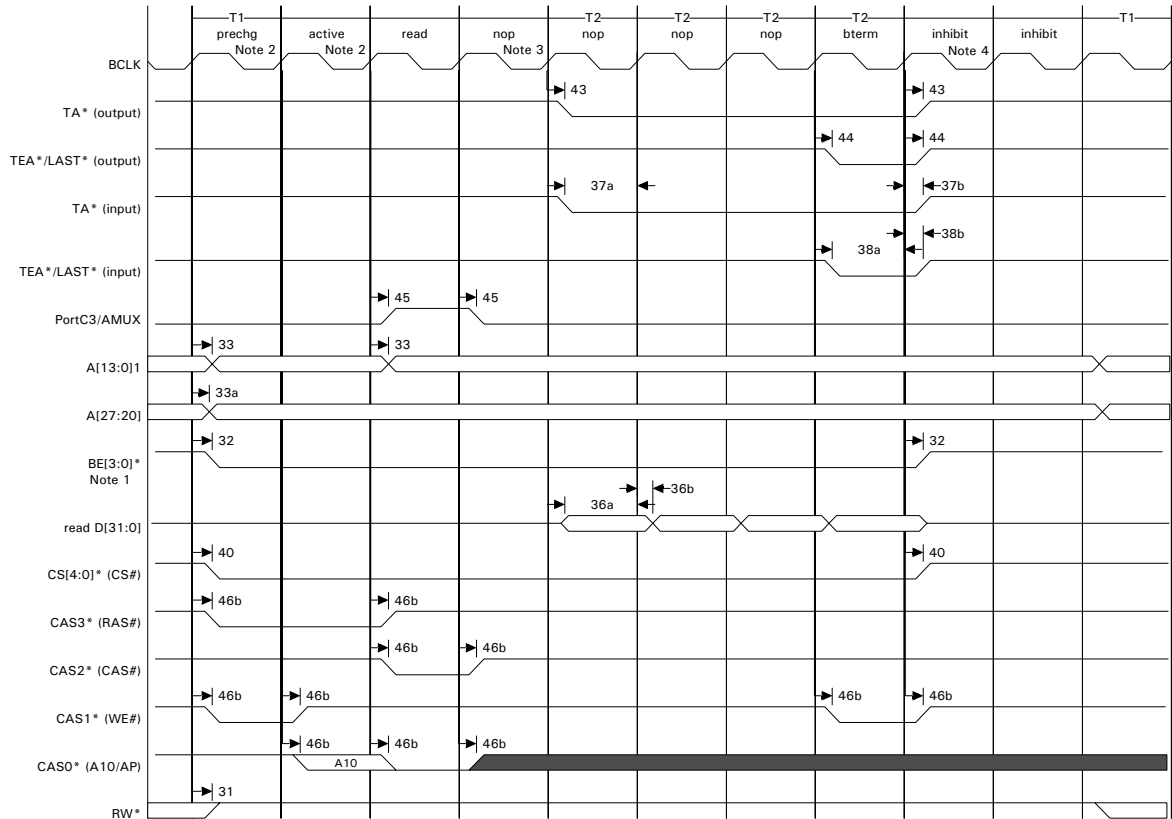 T1 T2 T2 T2 T2 T1
prechg active read nop nop nop nop bterm inhibit inhibit
Note 2 Note 2 Note 3 Note 4
BCLK
43 43
TA* (output)
44 44
TEA*/LAST* (output)
37a 37b
TA* (input)
38b
38a
TEA*/LAST* (input)
45 45
PortC3/AMUX
33 33
A[13:0]1
33a
A[27:20]
32 32
BE[3:0]*
Note 1
36b
36a
read D[31:0]
40 40
CS[4:0]* (CS#)
46b 46b
CAS3* (RAS#)
46b 46b
CAS2* (CAS#)
46b 46b 46b 46b
CAS1* (WE#)
46b 46b 46b
A10
CAS0* (A10/AP)
31
RW*